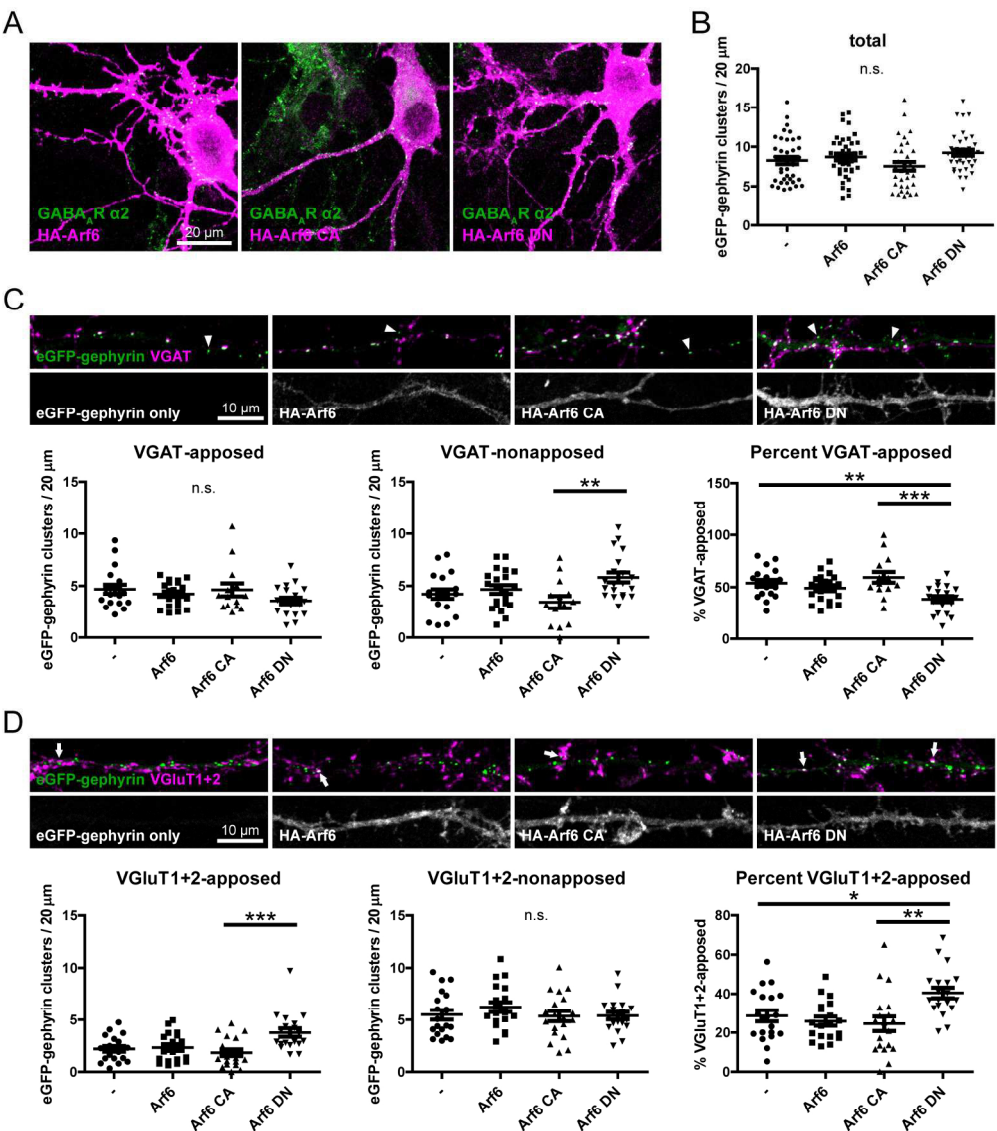 A
GABAAR α2
HA-Arf6
20 µm
GABAAR α2
HA-Arf6 CA
GABAAR α2
HA-Arf6 DN
B
total
n.s.
eGFP-gephyrin clusters / 20 µm
20
15
10
5
0
-
Arf6
Arf6 CA
Arf6 DN
C
eGFP-gephyrin VGAT
eGFP-gephyrin only
10 µm
HA-Arf6
HA-Arf6 CA
HA-Arf6 DN
VGAT-apposed
n.s.
eGFP-gephyrin clusters / 20 µm
15
10
5
0
-
Arf6
Arf6 CA
Arf6 DN
VGAT-nonapposed
**
eGFP-gephyrin clusters / 20 µm
15
10
5
0
-
Arf6
Arf6 CA
Arf6 DN
Percent VGAT-apposed
**
***
% VGAT-apposed
150
100
50
0
-
Arf6
Arf6 CA
Arf6 DN
D
eGFP-gephyrin VGluT1+2
eGFP-gephyrin only
10 µm
HA-Arf6
HA-Arf6 CA
HA-Arf6 DN
VGluT1+2-apposed
***
eGFP-gephyrin clusters / 20 µm
15
10
5
0
-
Arf6
Arf6 CA
Arf6 DN
VGluT1+2-nonapposed
n.s.
eGFP-gephyrin clusters / 20 µm
15
10
5
0
-
Arf6
Arf6 CA
Arf6 DN
Percent VGluT1+2-apposed
*
**
% VGluT1+2-apposed
80
60
40
20
0
-
Arf6
Arf6 CA
Arf6 DN